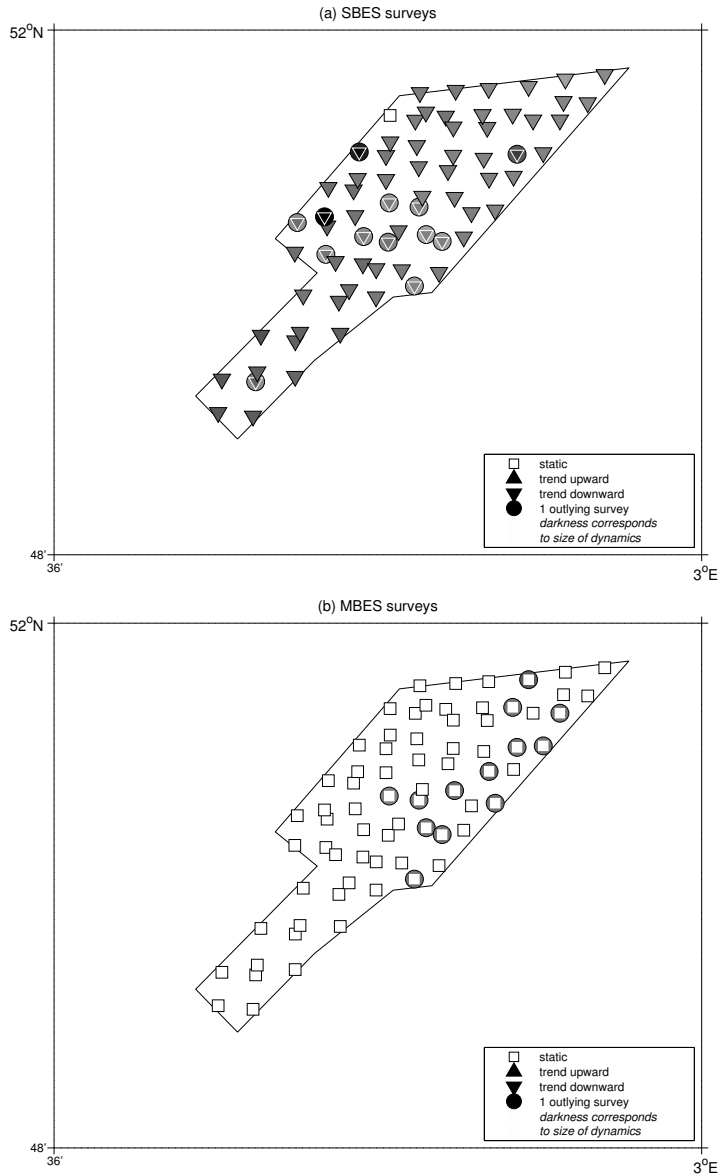 (a) SBES surveys
52°N
static
trend upward
trend downward
1 outlying survey
darkness corresponds
to size of dynamics
48'
36'
3°E
(b) MBES surveys
52°N
static
trend upward
trend downward
1 outlying survey
darkness corresponds
to size of dynamics
48'
36'
3°E